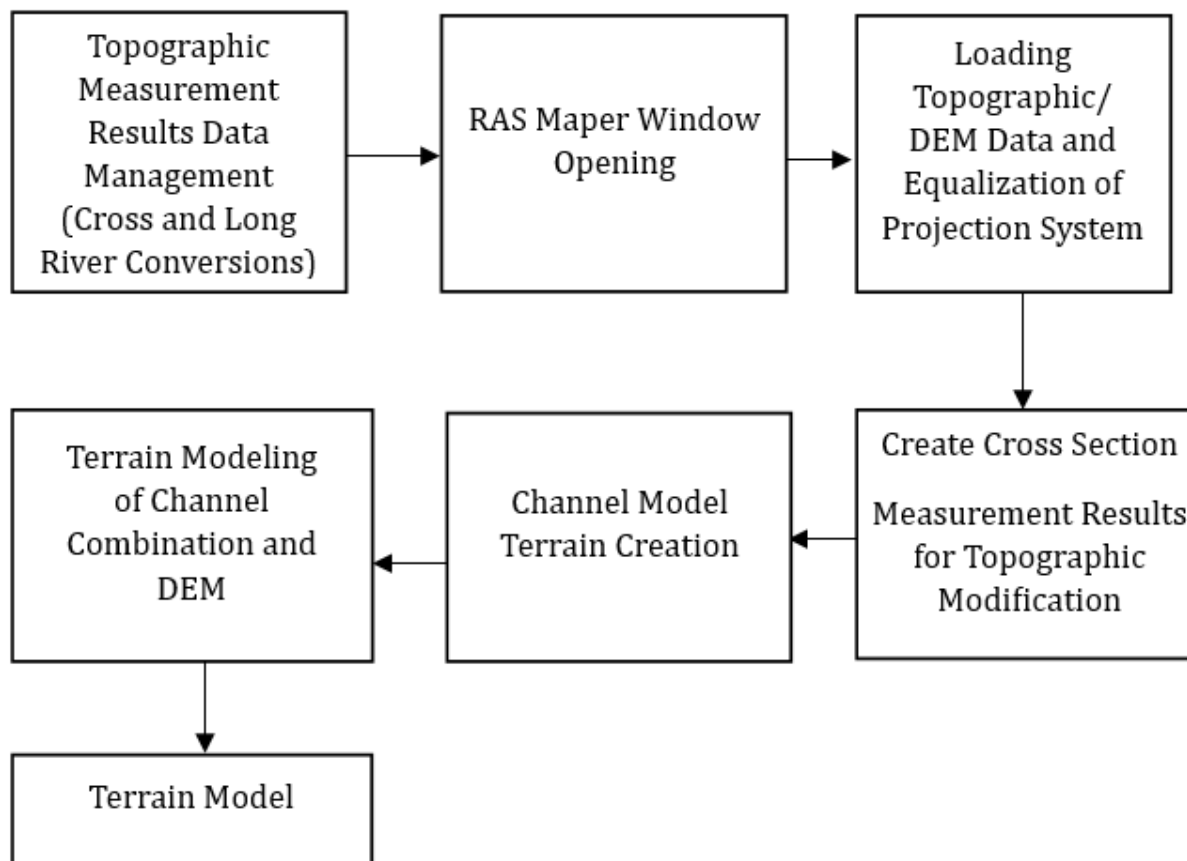 Topographic
Measurement
Results Data
Management
(Cross and Long
River Conversions)
RAS Maper Window
Opening
Loading
Topographic/
DEM Data and
Equalization of
Projection System
Create Cross Section
Measurement Results
for Topographic
Modification
Channel Model
Terrain Creation
Terrain Modeling
of Channel
Combination and
DEM
Terrain Model